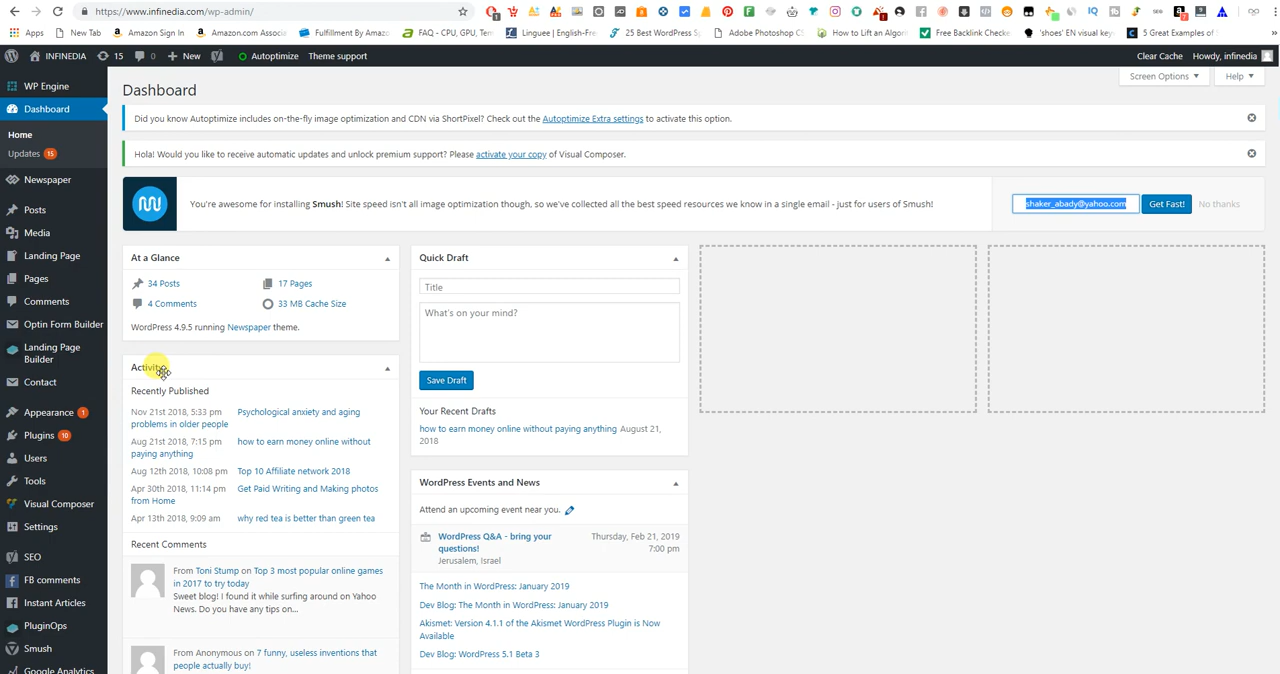 https://www.infinedia.com/wp-admin/
Apps
New Tab
Amazon Sign In
Amazon.com Associ
Fulfillment By Amazo
FAQ - CPU, GPU, Tem
Linguee | English-Fre
25 Best WordPress Sp
Adobe Photoshop C
How to Lift an Algori
Free Backlink Checke
'shoes' EN visual key
5 Great Examples of
INFINEDIA
15
0
New
Autoptimize
Theme support
Clear Cache
Howdy, infinedia
WP Engine
Dashboard
Home
Updates 15
Newspaper
Posts
Media
Landing Page
Pages
Comments
Optin Form Builder
Landing Page
Builder
Contact
Appearance 1
Plugins 10
Users
Tools
Visual Composer
Settings
SEO
FB comments
Instant Articles
PluginOps
Smush
Google Analytics
Dashboard
Screen Options
Help
Did you know Autoptimize includes on-the-fly image optimization and CDN via ShortPixel? Check out the Autoptimize Extra settings to activate this option.
Hola! Would you like to receive automatic updates and unlock premium support? Please activate your copy of Visual Composer.
You're awesome for installing Smush! Site speed isn't all image optimization though, so we've collected all the best speed resources we know in a single email - just for users of Smush!
shaker_abady@yahoo.com
Get Fast!
No thanks
At a Glance
34 Posts
17 Pages
4 Comments
33 MB Cache Size
WordPress 4.9.5 running Newspaper theme.
Activity
Recently Published
Nov 21st 2018, 5:33 pm Psychological anxiety and aging
problems in older people
Aug 21st 2018, 7:15 pm how to earn money online without
paying anything
Aug 12th 2018, 10:08 pm Top 10 Affiliate network 2018
Apr 30th 2018, 11:14 pm Get Paid Writing and Making photos
from Home
Apr 13th 2018, 9:09 am why red tea is better than green tea
Recent Comments
From Toni Stump on Top 3 most popular online games
in 2017 to try today
Sweet blog! I found it while surfing around on Yahoo
News. Do you have any tips on...
From Anonymous on 7 funny, useless inventions that
people actually buy!
Quick Draft
Title
What's on your mind?
Save Draft
Your Recent Drafts
how to earn money online without paying anything August 21,
2018
WordPress Events and News
Attend an upcoming event near you.
WordPress Q&A - bring your
questions!
Jerusalem, Israel
Thursday, Feb 21, 2019
7:00 pm
The Month in WordPress: January 2019
Dev Blog: The Month in WordPress: January 2019
Akismet: Version 4.1.1 of the Akismet WordPress Plugin is Now
Available
Dev Blog: WordPress 5.1 Beta 3